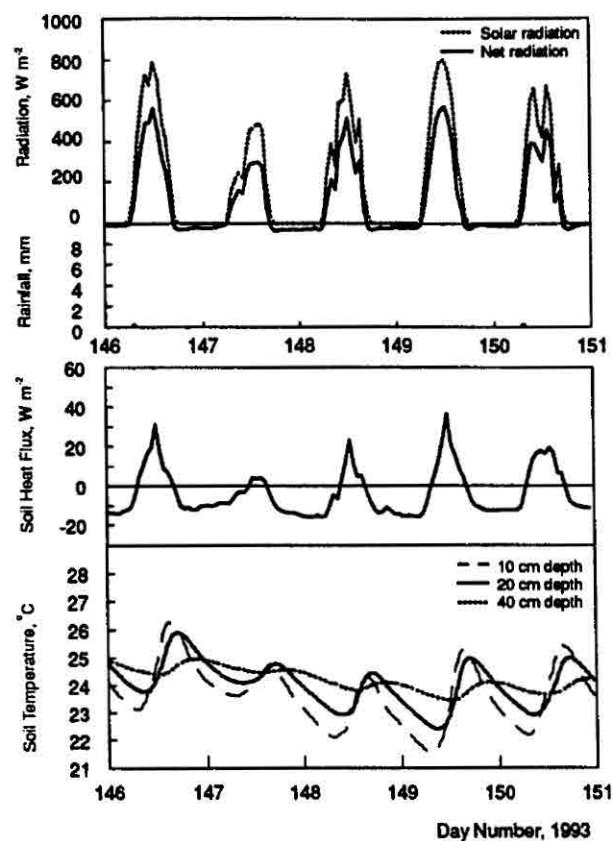 1000
800
600
400
200
0
Radiation, W m⁻²
Solar radiation
Net radiation
8
6
4
2
0
Rainfall, mm
146 147 148 149 150 151
60
40
20
0
-20
Soil Heat Flux, W m⁻²
28
27
26
25
24
23
22
21
Soil Temperature, °C
10 cm depth
20 cm depth
40 cm depth
146 147 148 149 150 151
Day Number, 1993